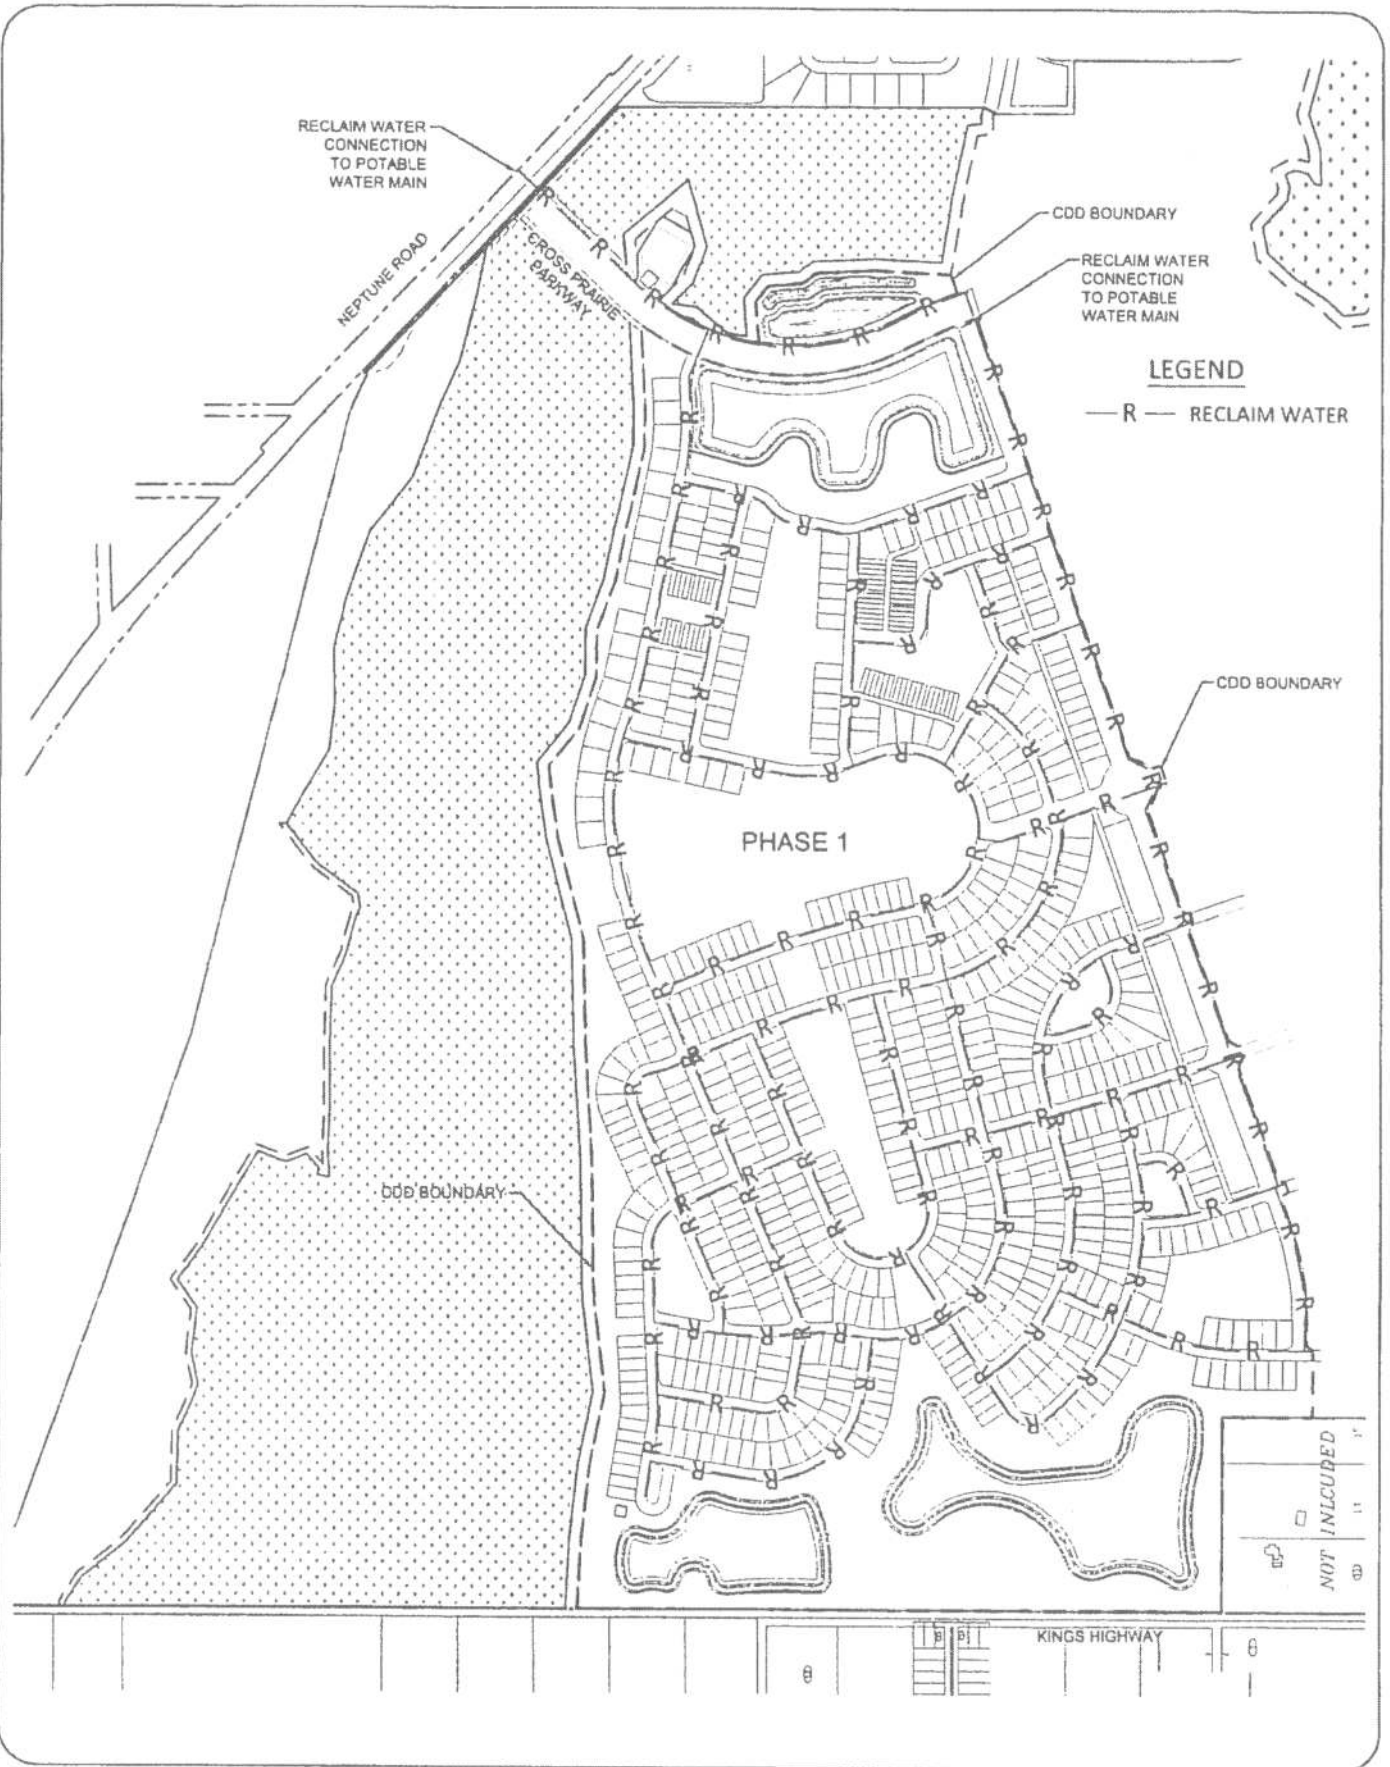 RECLAIM WATER
CONNECTION
TO POTABLE
WATER MAIN
NEPTUNE ROAD
CROSS PRAIRIE
PARKWAY
CDD BOUNDARY
RECLAIM WATER
CONNECTION
TO POTABLE
WATER MAIN
LEGEND
— R — RECLAIM WATER
CDD BOUNDARY
PHASE 1
CDD BOUNDARY
NOT INLCUDED
KINGS HIGHWAY